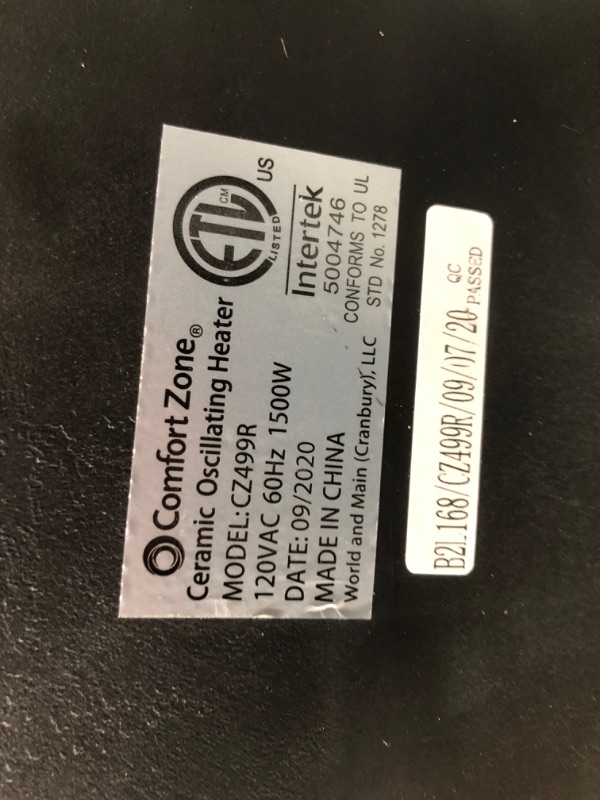 Comfort Zone®
Ceramic Oscillating Heater
MODEL: CZ499R
120VAC 60Hz 1500W
DATE: 09/2020
MADE IN CHINA
World and Main (Cranbury), LLC
ETL CM
LISTED
US
Intertek
5004746
CONFORMS TO UL
STD No. 1278
B2L168/CZ499R/09/07/20
QC
PASSED